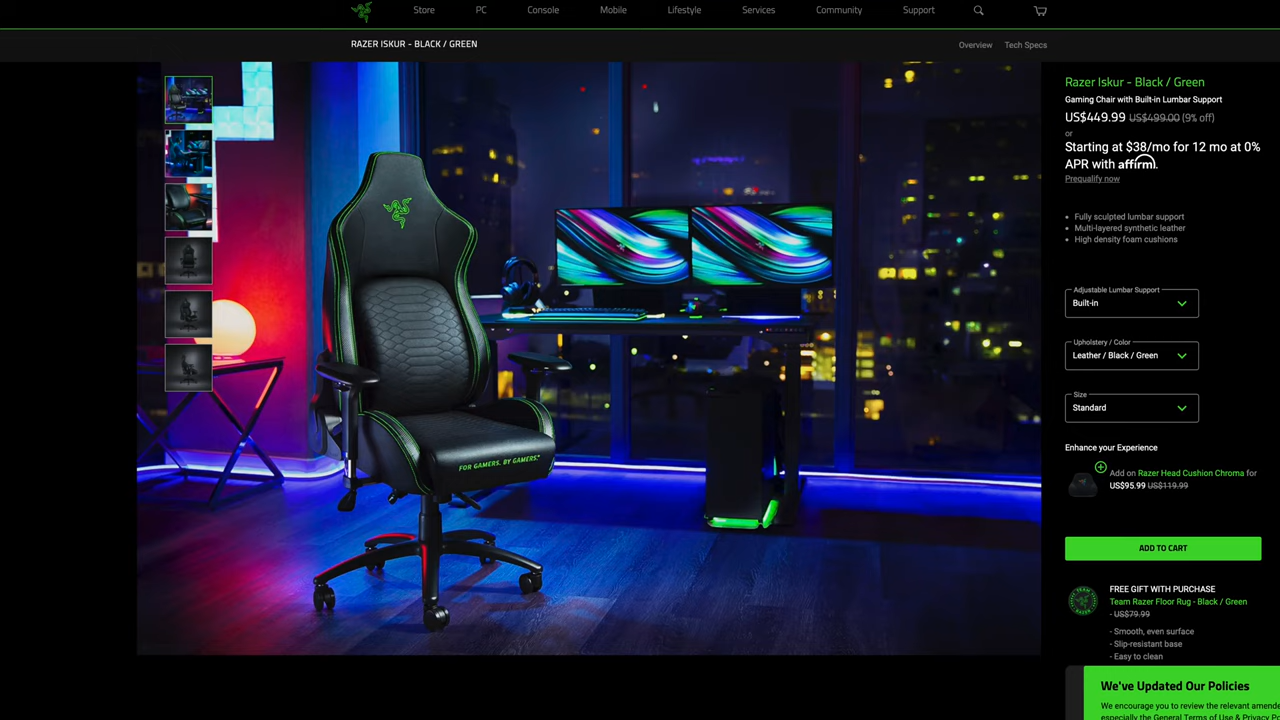 Store
PC
Console
Mobile
Lifestyle
Services
Community
Support
RAZER ISKUR - BLACK / GREEN
Overview
Tech Specs
Razer Iskur - Black / Green
Gaming Chair with Built-in Lumbar Support
US$449.99 US$499.00 (9% off)
or
Starting at $38/mo for 12 mo at 0%
APR with affirm.
Prequalify now
• Fully sculpted lumbar support
• Multi-layered synthetic leather
• High density foam cushions
Adjustable Lumbar Support
Built-in
Upholstery / Color
Leather / Black / Green
Size
Standard
Enhance your Experience
Add on Razer Head Cushion Chroma for
US$95.99 US$119.99
ADD TO CART
FREE GIFT WITH PURCHASE
Team Razer Floor Rug - Black / Green
- US$79.99
- Smooth, even surface
- Slip-resistant base
- Easy to clean
TEAM RAZER
FOR GAMERS. BY GAMERS.™
We've Updated Our Policies
We encourage you to review the relevant
especially the General Terms of Use & Privacy